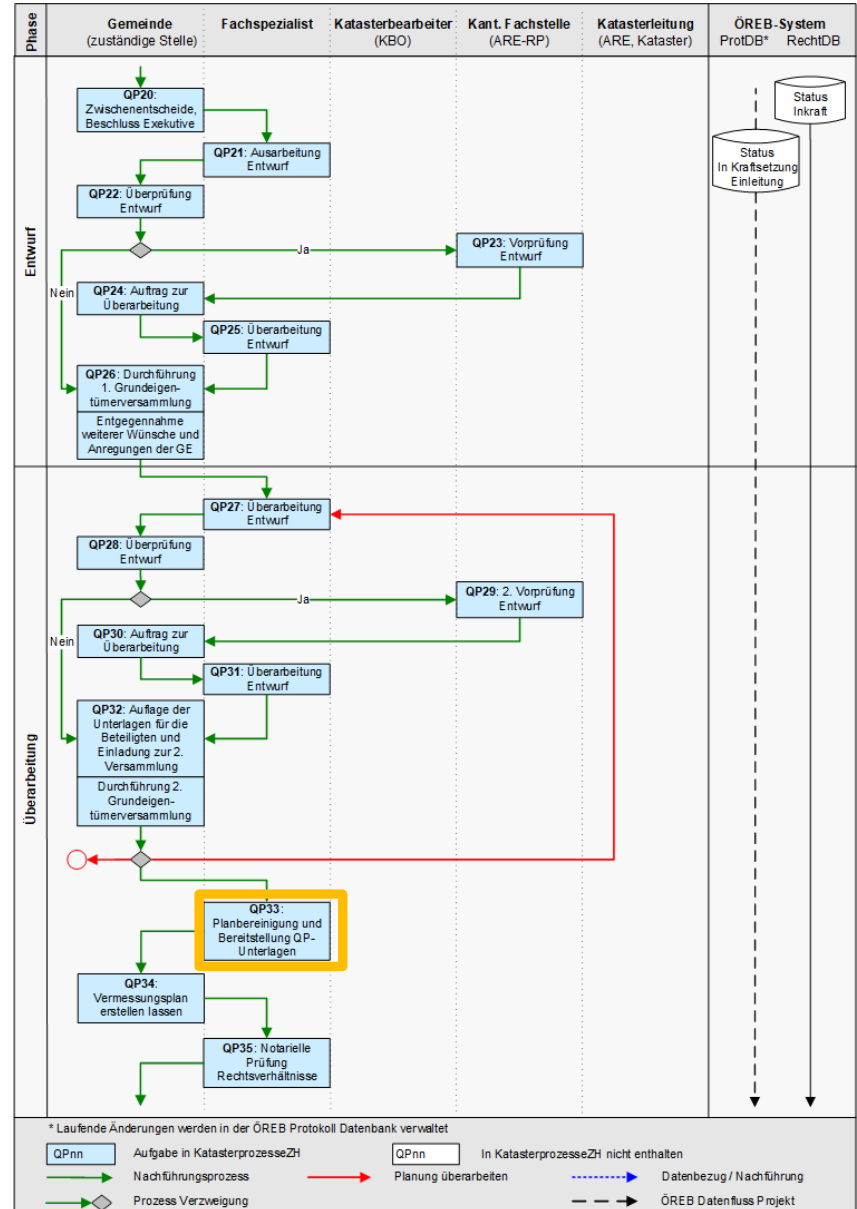 Phase
Gemeinde
(zuständige Stelle)
Fachspezialist
Katasterbearbeiter
(KBO)
Kant. Fachstelle
(ARE-RP)
Katasterleitung
(ARE, Kataster)
ÖREB-System
ProtDB* RechtDB
Entwurf
QP20:
Zwischenentscheide,
Beschluss Exekutive
Status
Inkraft
QP21: Ausarbeitung
Entwurf
Status
In Kraftsetzung
Einleitung
QP22: Überprüfung
Entwurf
Ja
QP23: Vorprüfung
Entwurf
Nein
QP24: Auftrag zur
Überarbeitung
QP25: Überarbeitung
Entwurf
QP26: Durchführung
1. Grundeigen-
tümerversammlung
Entgegennahme
weiterer Wünsche und
Anregungen der GE
Überarbeitung
QP27: Überarbeitung
Entwurf
QP28: Überprüfung
Entwurf
Ja
QP29: 2. Vorprüfung
Entwurf
Nein
QP30: Auftrag zur
Überarbeitung
QP31: Überarbeitung
Entwurf
QP32: Auflage der
Unterlagen für die
Beteiligten und
Einladung zur 2.
Versammlung
Durchführung 2.
Grundeigen-
tümerversammlung
QP33:
Planbereinigung und
Bereitstellung QP-
Unterlagen
QP34:
Vermessungsplan
erstellen lassen
QP35: Notarielle
Prüfung
Rechtsverhältnisse
* Laufende Änderungen werden in der ÖREB Protokoll Datenbank verwaltet
QPnn Aufgabe in KatasterprozesseZH QPnn In KatasterprozesseZH nicht enthalten
Nachführungsprozess Planung überarbeiten Datenbezug / Nachführung
Prozess Verzweigung ÖREB Datenfluss Projekt